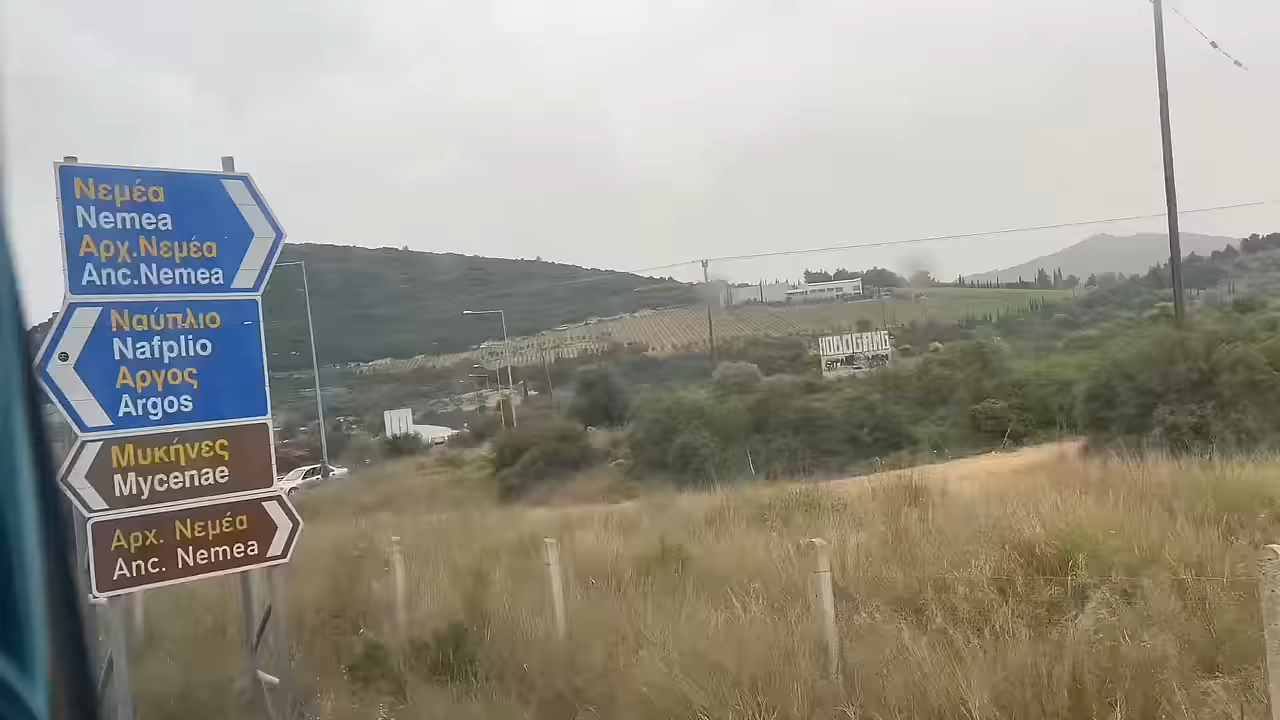 Νεμέα
Nemea
Αρχ.Νεμέα
Anc.Nemea
Ναύπλιο
Nafplio
Αργος
Argos
Μυκήνες
Mycenae
Αρχ. Νεμέα
Anc. Nemea